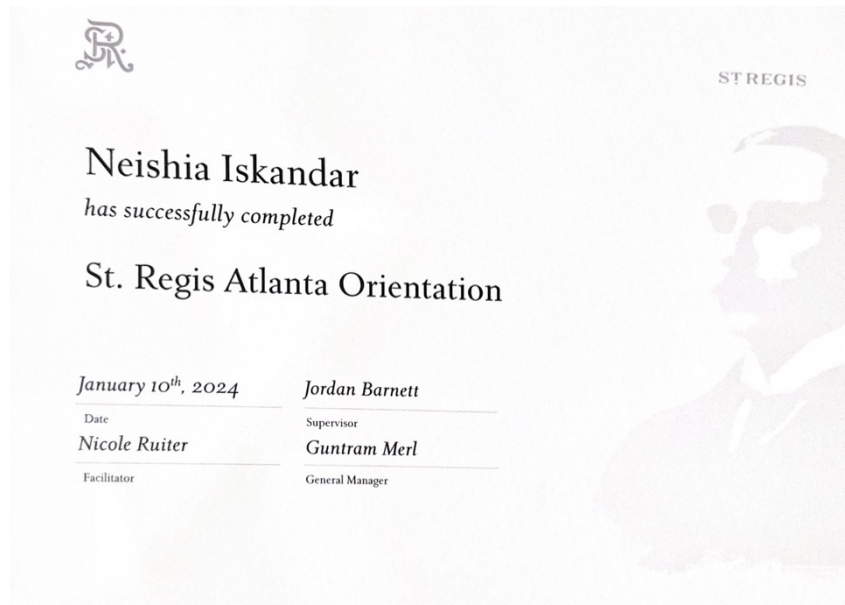 ST REGIS
Neishia Iskandar
has successfully completed
St. Regis Atlanta Orientation
January 10th, 2024
Jordan Barnett
Date
Supervisor
Nicole Ruiter
Guntram Merl
Facilitator
General Manager